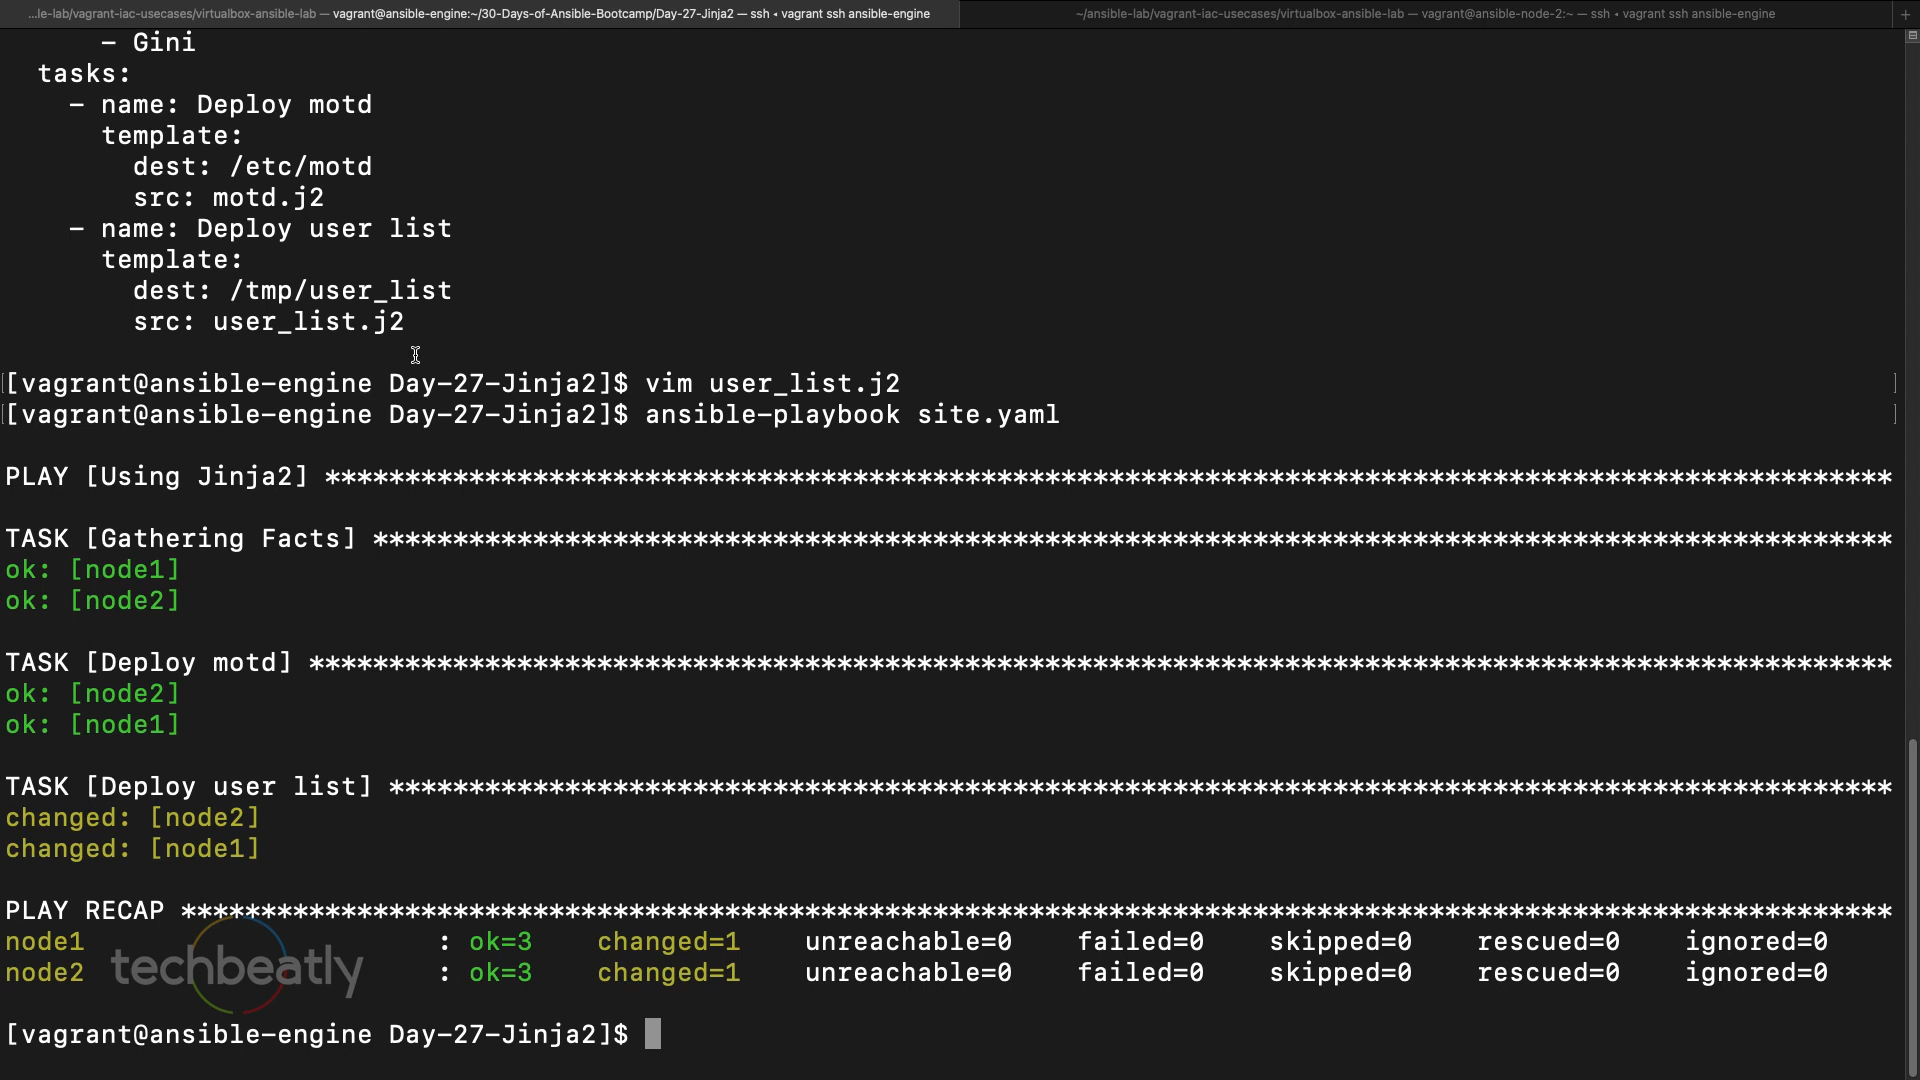 ...le-lab/vagrant-iac-usecases/virtualbox-ansible-lab — vagrant@ansible-engine:~/30-Days-of-Ansible-Bootcamp/Day-27-Jinja2 — ssh ◂ vagrant ssh ansible-engine
~/ansible-lab/vagrant-iac-usecases/virtualbox-ansible-lab — vagrant@ansible-node-2:~ — ssh ◂ vagrant ssh ansible-engine
- Gini
tasks:
- name: Deploy motd
template:
dest: /etc/motd
src: motd.j2
- name: Deploy user list
template:
dest: /tmp/user_list
src: user_list.j2
[vagrant@ansible-engine Day-27-Jinja2]$ vim user_list.j2
[vagrant@ansible-engine Day-27-Jinja2]$ ansible-playbook site.yaml
PLAY [Using Jinja2] **************************************************************************************************
TASK [Gathering Facts] ***********************************************************************************************
ok: [node1]
ok: [node2]
TASK [Deploy motd] ***************************************************************************************************
ok: [node2]
ok: [node1]
TASK [Deploy user list] **********************************************************************************************
changed: [node2]
changed: [node1]
PLAY RECAP ***********************************************************************************************************
node1 : ok=3 changed=1 unreachable=0 failed=0 skipped=0 rescued=0 ignored=0
node2 : ok=3 changed=1 unreachable=0 failed=0 skipped=0 rescued=0 ignored=0
techbeatly
[vagrant@ansible-engine Day-27-Jinja2]$